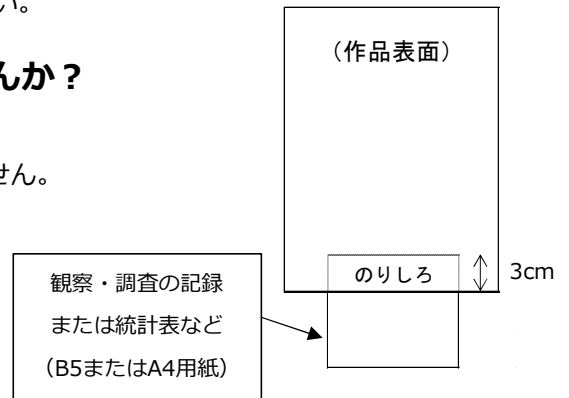 い。
んか？
せん。
（作品表面）
のりしろ
3cm
観察・調査の記録
または統計表など
（B5またはA4用紙）